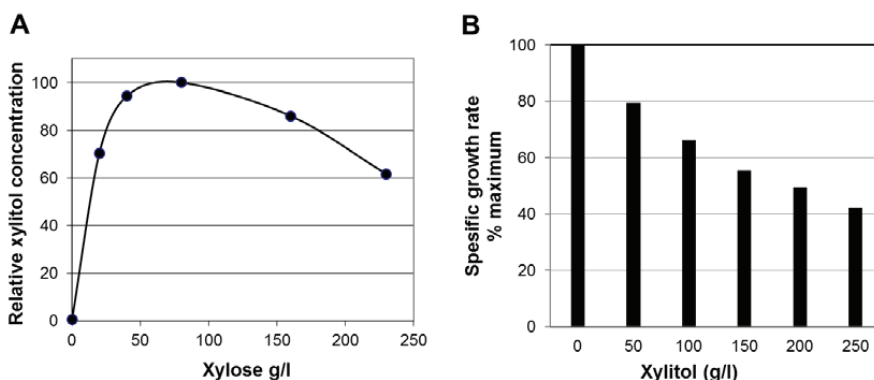 A
Relative xylitol concentration
100
80
60
40
20
0
0 50 100 150 200 250
Xylose g/l
B
Spesific growth rate
% maximum
100
80
60
40
20
0
0 50 100 150 200 250
Xylitol (g/l)